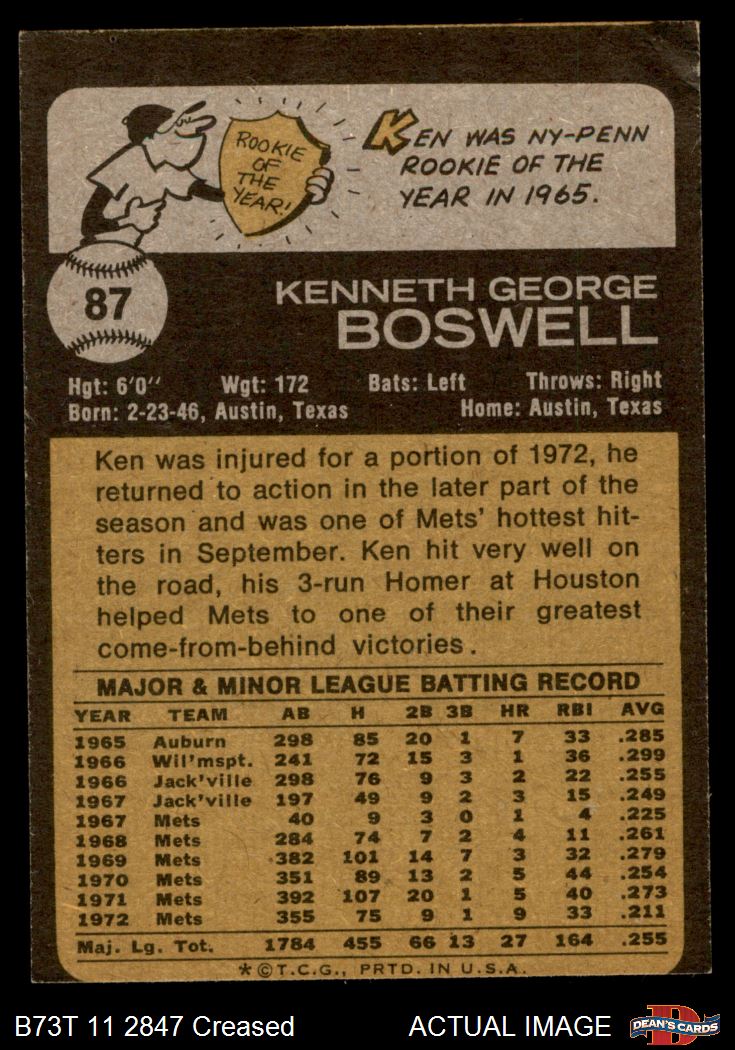 ROOKIE
OF
THE
YEAR!
KEN WAS NY-PENN
ROOKIE OF THE
YEAR IN 1965.
87
KENNETH GEORGE
BOSWELL
Hgt: 6'0" Wgt: 172 Bats: Left Throws: Right
Born: 2-23-46, Austin, Texas Home: Austin, Texas
Ken was injured for a portion of 1972, he
returned to action in the later part of the
season and was one of Mets' hottest hit-
ters in September. Ken hit very well on
the road, his 3-run Homer at Houston
helped Mets to one of their greatest
come-from-behind victories.
MAJOR & MINOR LEAGUE BATTING RECORD
YEAR TEAM AB H 2B 3B HR RBI AVG
1965 Auburn 298 85 20 1 7 33 .285
1966 Wil'mspt. 241 72 15 3 1 36 .299
1966 Jack'ville 298 76 9 3 2 22 .255
1967 Jack'ville 197 49 9 2 3 15 .249
1967 Mets 40 9 3 0 1 4 .225
1968 Mets 284 74 7 2 4 11 .261
1969 Mets 382 101 14 7 3 32 .279
1970 Mets 351 89 13 2 5 44 .254
1971 Mets 392 107 20 1 5 40 .273
1972 Mets 355 75 9 1 9 33 .211
Maj. Lg. Tot. 1784 455 66 13 27 164 .255
*©T.C.G., PRTD. IN U.S.A.
B73T 11 2847 Creased ACTUAL IMAGE
D
DEAN'S CARDS